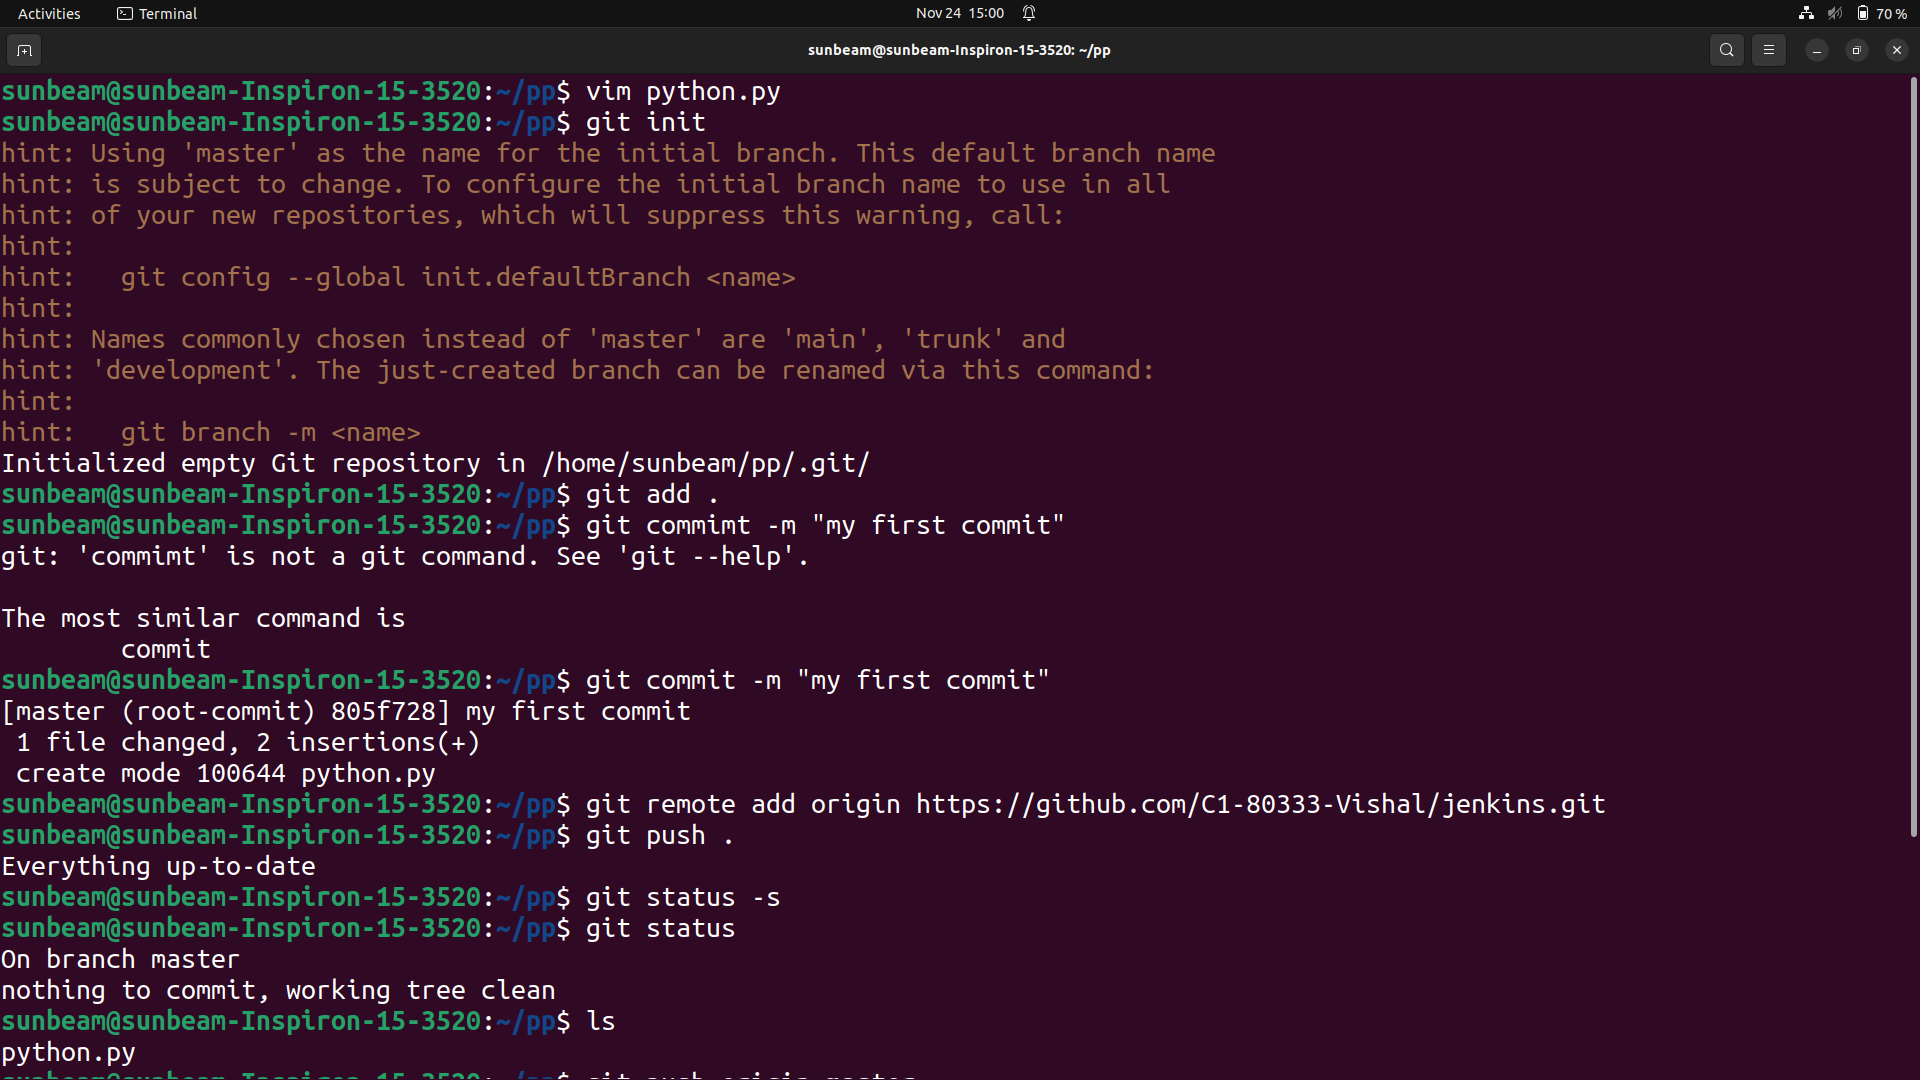 Activities Terminal Nov 24 15:00 70 %
sunbeam@sunbeam-Inspiron-15-3520: ~/pp
sunbeam@sunbeam-Inspiron-15-3520:~/pp$ vim python.py
sunbeam@sunbeam-Inspiron-15-3520:~/pp$ git init
hint: Using 'master' as the name for the initial branch. This default branch name
hint: is subject to change. To configure the initial branch name to use in all
hint: of your new repositories, which will suppress this warning, call:
hint:
hint:   git config --global init.defaultBranch <name>
hint:
hint: Names commonly chosen instead of 'master' are 'main', 'trunk' and
hint: 'development'. The just-created branch can be renamed via this command:
hint:
hint:   git branch -m <name>
Initialized empty Git repository in /home/sunbeam/pp/.git/
sunbeam@sunbeam-Inspiron-15-3520:~/pp$ git add .
sunbeam@sunbeam-Inspiron-15-3520:~/pp$ git commimt -m "my first commit"
git: 'commimt' is not a git command. See 'git --help'.
The most similar command is
        commit
sunbeam@sunbeam-Inspiron-15-3520:~/pp$ git commit -m "my first commit"
[master (root-commit) 805f728] my first commit
 1 file changed, 2 insertions(+)
 create mode 100644 python.py
sunbeam@sunbeam-Inspiron-15-3520:~/pp$ git remote add origin https://github.com/C1-80333-Vishal/jenkins.git
sunbeam@sunbeam-Inspiron-15-3520:~/pp$ git push .
Everything up-to-date
sunbeam@sunbeam-Inspiron-15-3520:~/pp$ git status -s
sunbeam@sunbeam-Inspiron-15-3520:~/pp$ git status
On branch master
nothing to commit, working tree clean
sunbeam@sunbeam-Inspiron-15-3520:~/pp$ ls
python.py